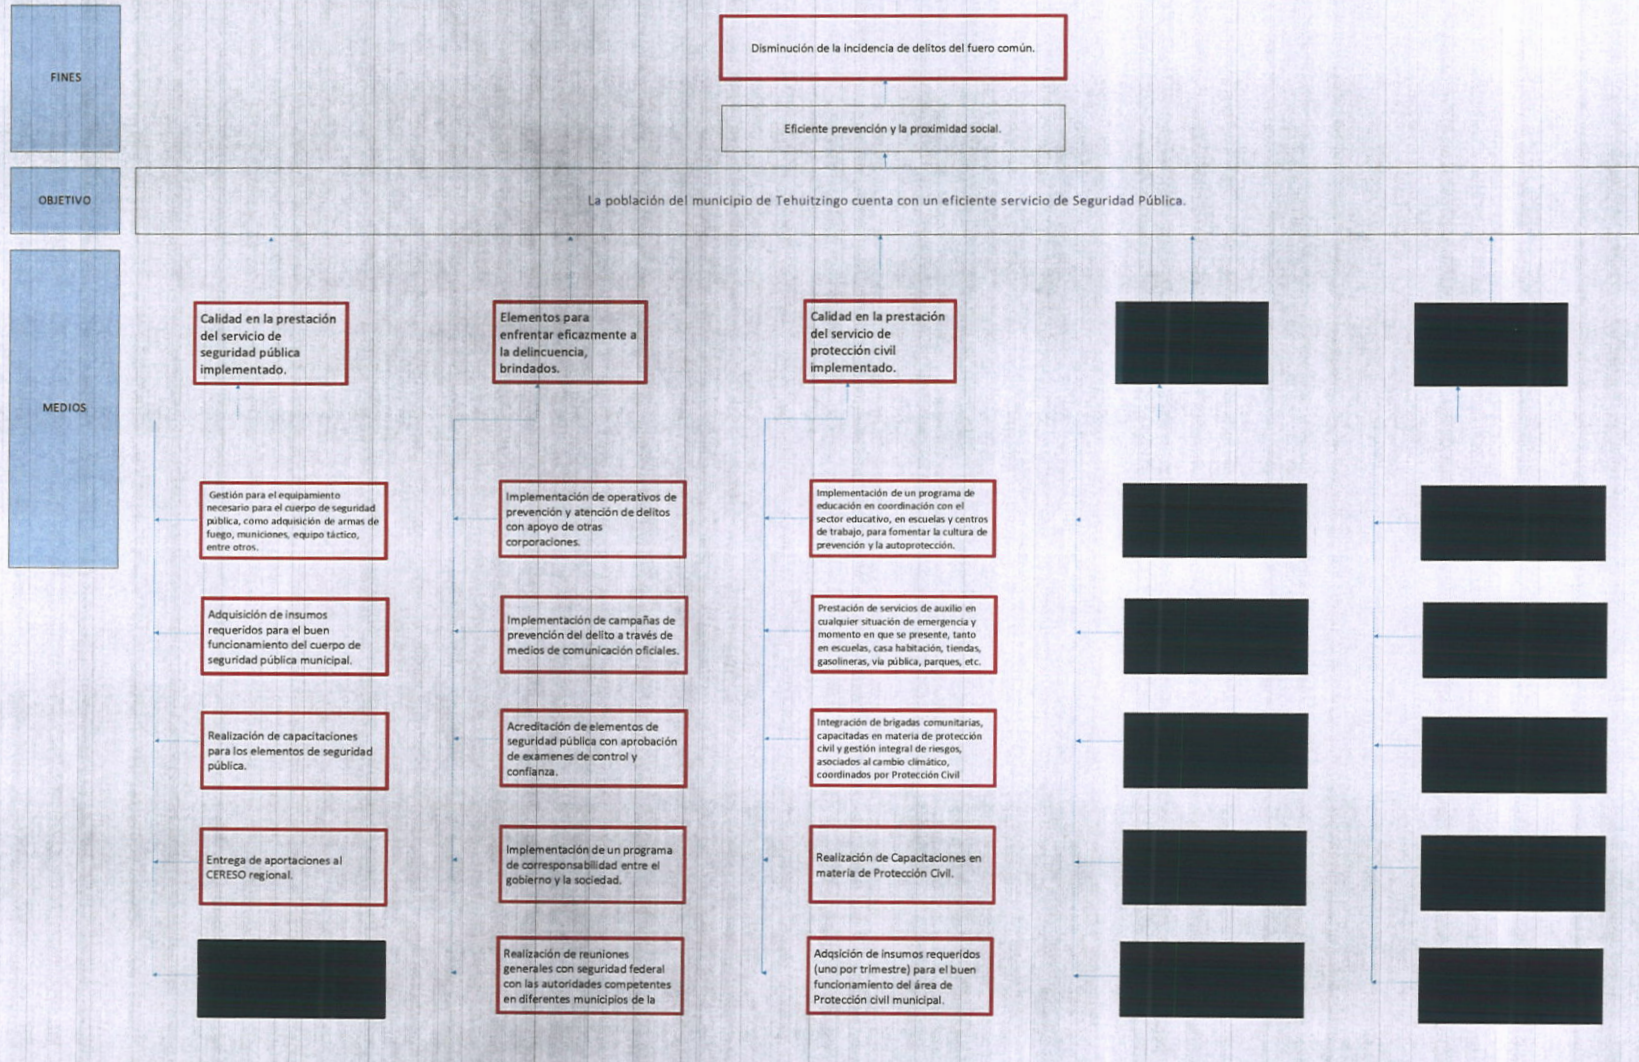 FINES
Disminución de la incidencia de delitos del fuero común.
Eficiente prevención y la proximidad social.
OBJETIVO
La población del municipio de Tehuitzingo cuenta con un eficiente servicio de Seguridad Pública.
MEDIOS
Calidad en la prestación
del servicio de
seguridad pública
implementado.
Elementos para
enfrentar eficazmente a
la delincuencia,
brindados.
Calidad en la prestación
del servicio de
protección civil
implementado.
Gestión para el equipamiento
necesario para el cuerpo de seguridad
pública, como adquisición de armas de
fuego, municiones, equipo táctico,
entre otros.
Implementación de operativos de
prevención y atención de delitos
con apoyo de otras
corporaciones.
Implementación de un programa de
educación en coordinación con el
sector educativo, en escuelas y centros
de trabajo, para fomentar la cultura de
prevención y la autoprotección.
Adquisición de insumos
requeridos para el buen
funcionamiento del cuerpo de
seguridad pública municipal.
Implementación de campañas de
prevención del delito a través de
medios de comunicación oficiales.
Prestación de servicios de auxilio en
cualquier situación de emergencia y
momento en que se presente, tanto
en escuelas, casa habitación, tiendas,
gasolineras, vía pública, parques, etc.
Realización de capacitaciones
para los elementos de seguridad
pública.
Acreditación de elementos de
seguridad pública con aprobación
de examenes de control y
confianza.
Integración de brigadas comunitarias,
capacitadas en materia de protección
civil y gestión integral de riesgos,
asociados al cambio climático,
coordinados por Protección Civil
Entrega de aportaciones al
CERESO regional.
Implementación de un programa
de corresponsabilidad entre el
gobierno y la sociedad.
Realización de Capacitaciones en
materia de Protección Civil.
Realización de reuniones
generales con seguridad federal
con las autoridades competentes
en diferentes municipios de la
Adqsición de insumos requeridos
(uno por trimestre) para el buen
funcionamiento del área de
Protección civil municipal.